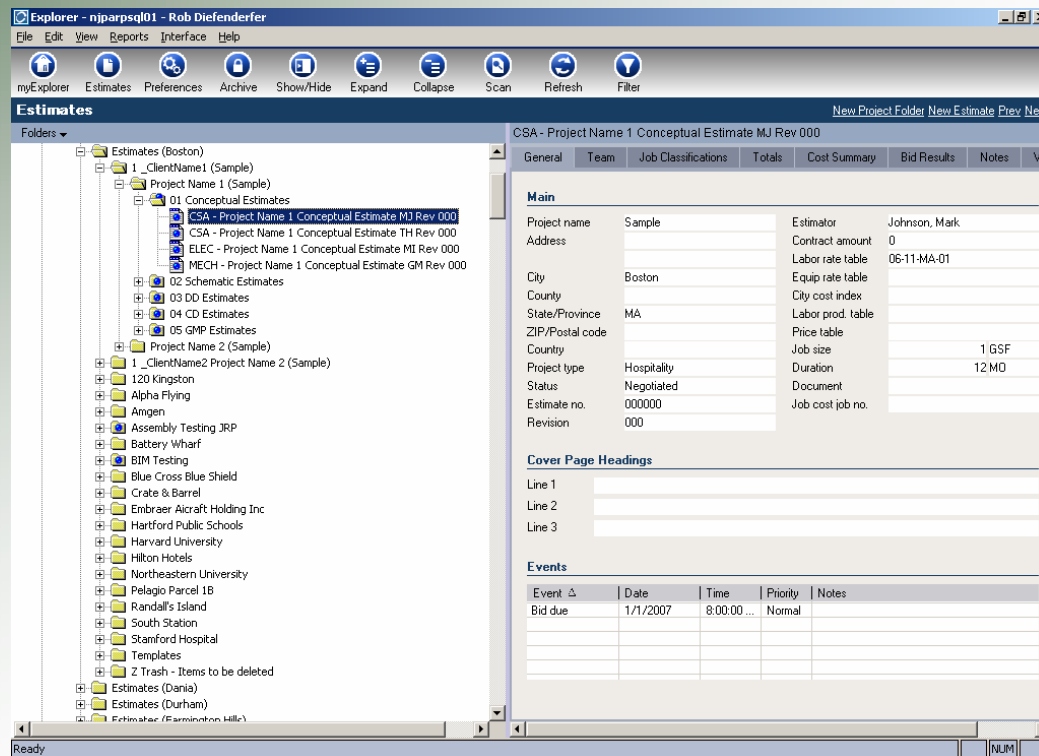 Explorer - njparpsql01 - Rob Diefenderfer
File Edit View Reports Interface Help
myExplorer Estimates Preferences Archive Show/Hide Expand Collapse Scan Refresh Filter
Estimates
New Project Folder New Estimate Prev Ne
Folders
Estimates (Boston)
1 _ClientName1 (Sample)
Project Name 1 (Sample)
01 Conceptual Estimates
CSA - Project Name 1 Conceptual Estimate MJ Rev 000
CSA - Project Name 1 Conceptual Estimate TH Rev 000
ELEC - Project Name 1 Conceptual Estimate MI Rev 000
MECH - Project Name 1 Conceptual Estimate GM Rev 000
02 Schematic Estimates
03 DD Estimates
04 CD Estimates
05 GMP Estimates
Project Name 2 (Sample)
1 _ClientName2 Project Name 2 (Sample)
120 Kingston
Alpha Flying
Amgen
Assembly Testing JRP
Battery Wharf
BIM Testing
Blue Cross Blue Shield
Crate & Barrel
Embraer Aicraft Holding Inc
Hartford Public Schools
Harvard University
Hilton Hotels
Northeastern University
Pelagio Parcel 1B
Randall's Island
South Station
Stamford Hospital
Templates
Z Trash - Items to be deleted
Estimates (Dania)
Estimates (Durham)
Estimates (Farmington Hills)
CSA - Project Name 1 Conceptual Estimate MJ Rev 000
General Team Job Classifications Totals Cost Summary Bid Results Notes V
Main
Project name Sample Estimator Johnson, Mark
Address Contract amount 0
Labor rate table 06-11-MA-01
City Boston Equip rate table
County City cost index
State/Province MA Labor prod. table
ZIP/Postal code Price table
Country Job size 1 GSF
Project type Hospitality Duration 12 MO
Status Negotiated Document
Estimate no. 000000 Job cost job no.
Revision 000
Cover Page Headings
Line 1
Line 2
Line 3
Events
Event Date Time Priority Notes
Bid due 1/1/2007 8:00:00 ... Normal
Ready NUM